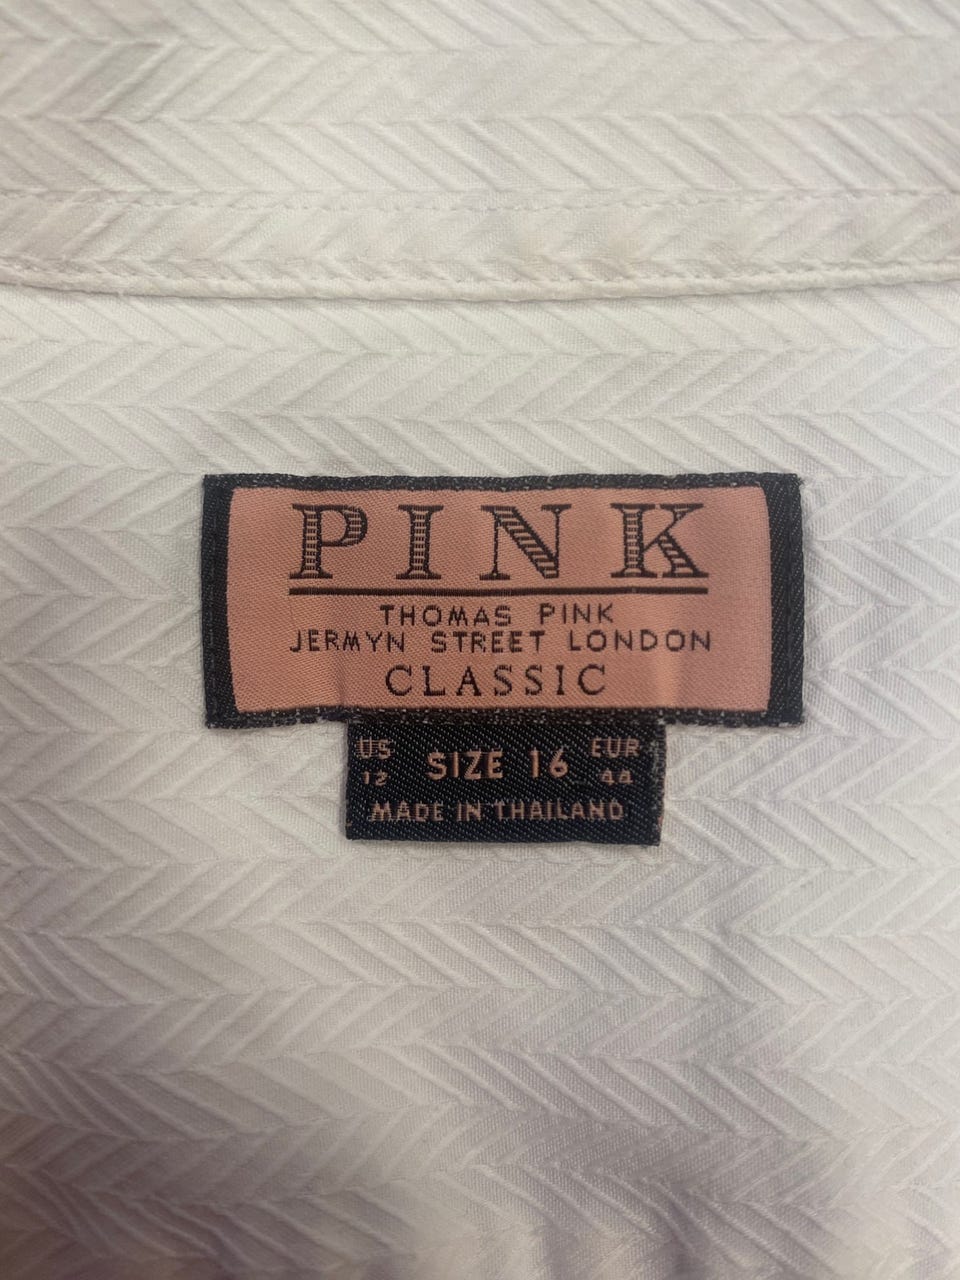 PINK
THOMAS PINK
JERMYN STREET LONDON
CLASSIC
US SIZE 16 EUR
12 44
MADE IN THAILAND